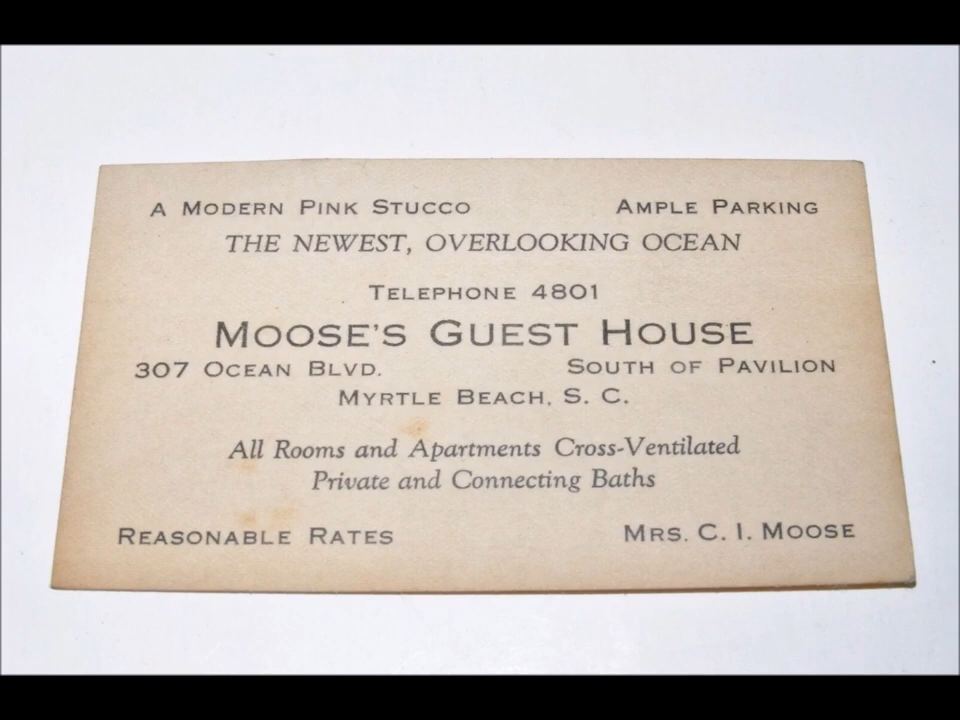 A MODERN PINK STUCCO AMPLE PARKING
THE NEWEST, OVERLOOKING OCEAN
TELEPHONE 4801
MOOSE'S GUEST HOUSE
307 OCEAN BLVD. SOUTH OF PAVILION
MYRTLE BEACH, S. C.
All Rooms and Apartments Cross-Ventilated
Private and Connecting Baths
REASONABLE RATES MRS. C. I. MOOSE